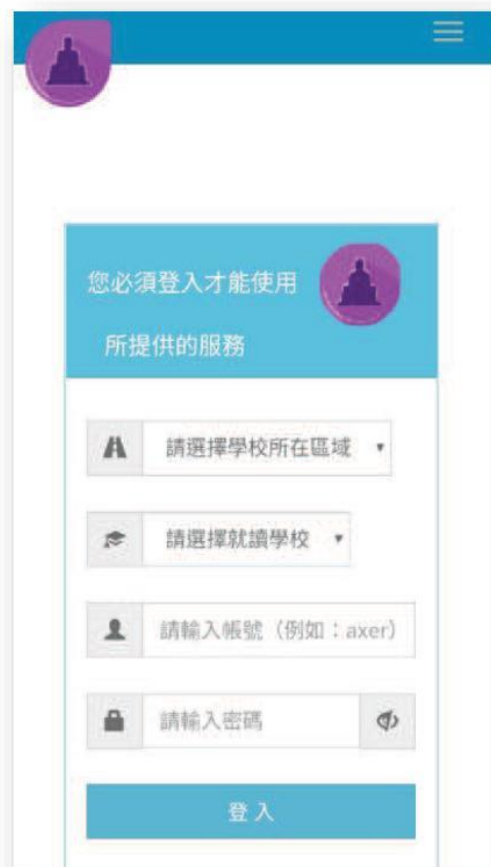 您必須登入才能使用
所提供的服務
請選擇學校所在區域
請選擇就讀學校
請輸入帳號（例如：axer）
請輸入密碼
登入